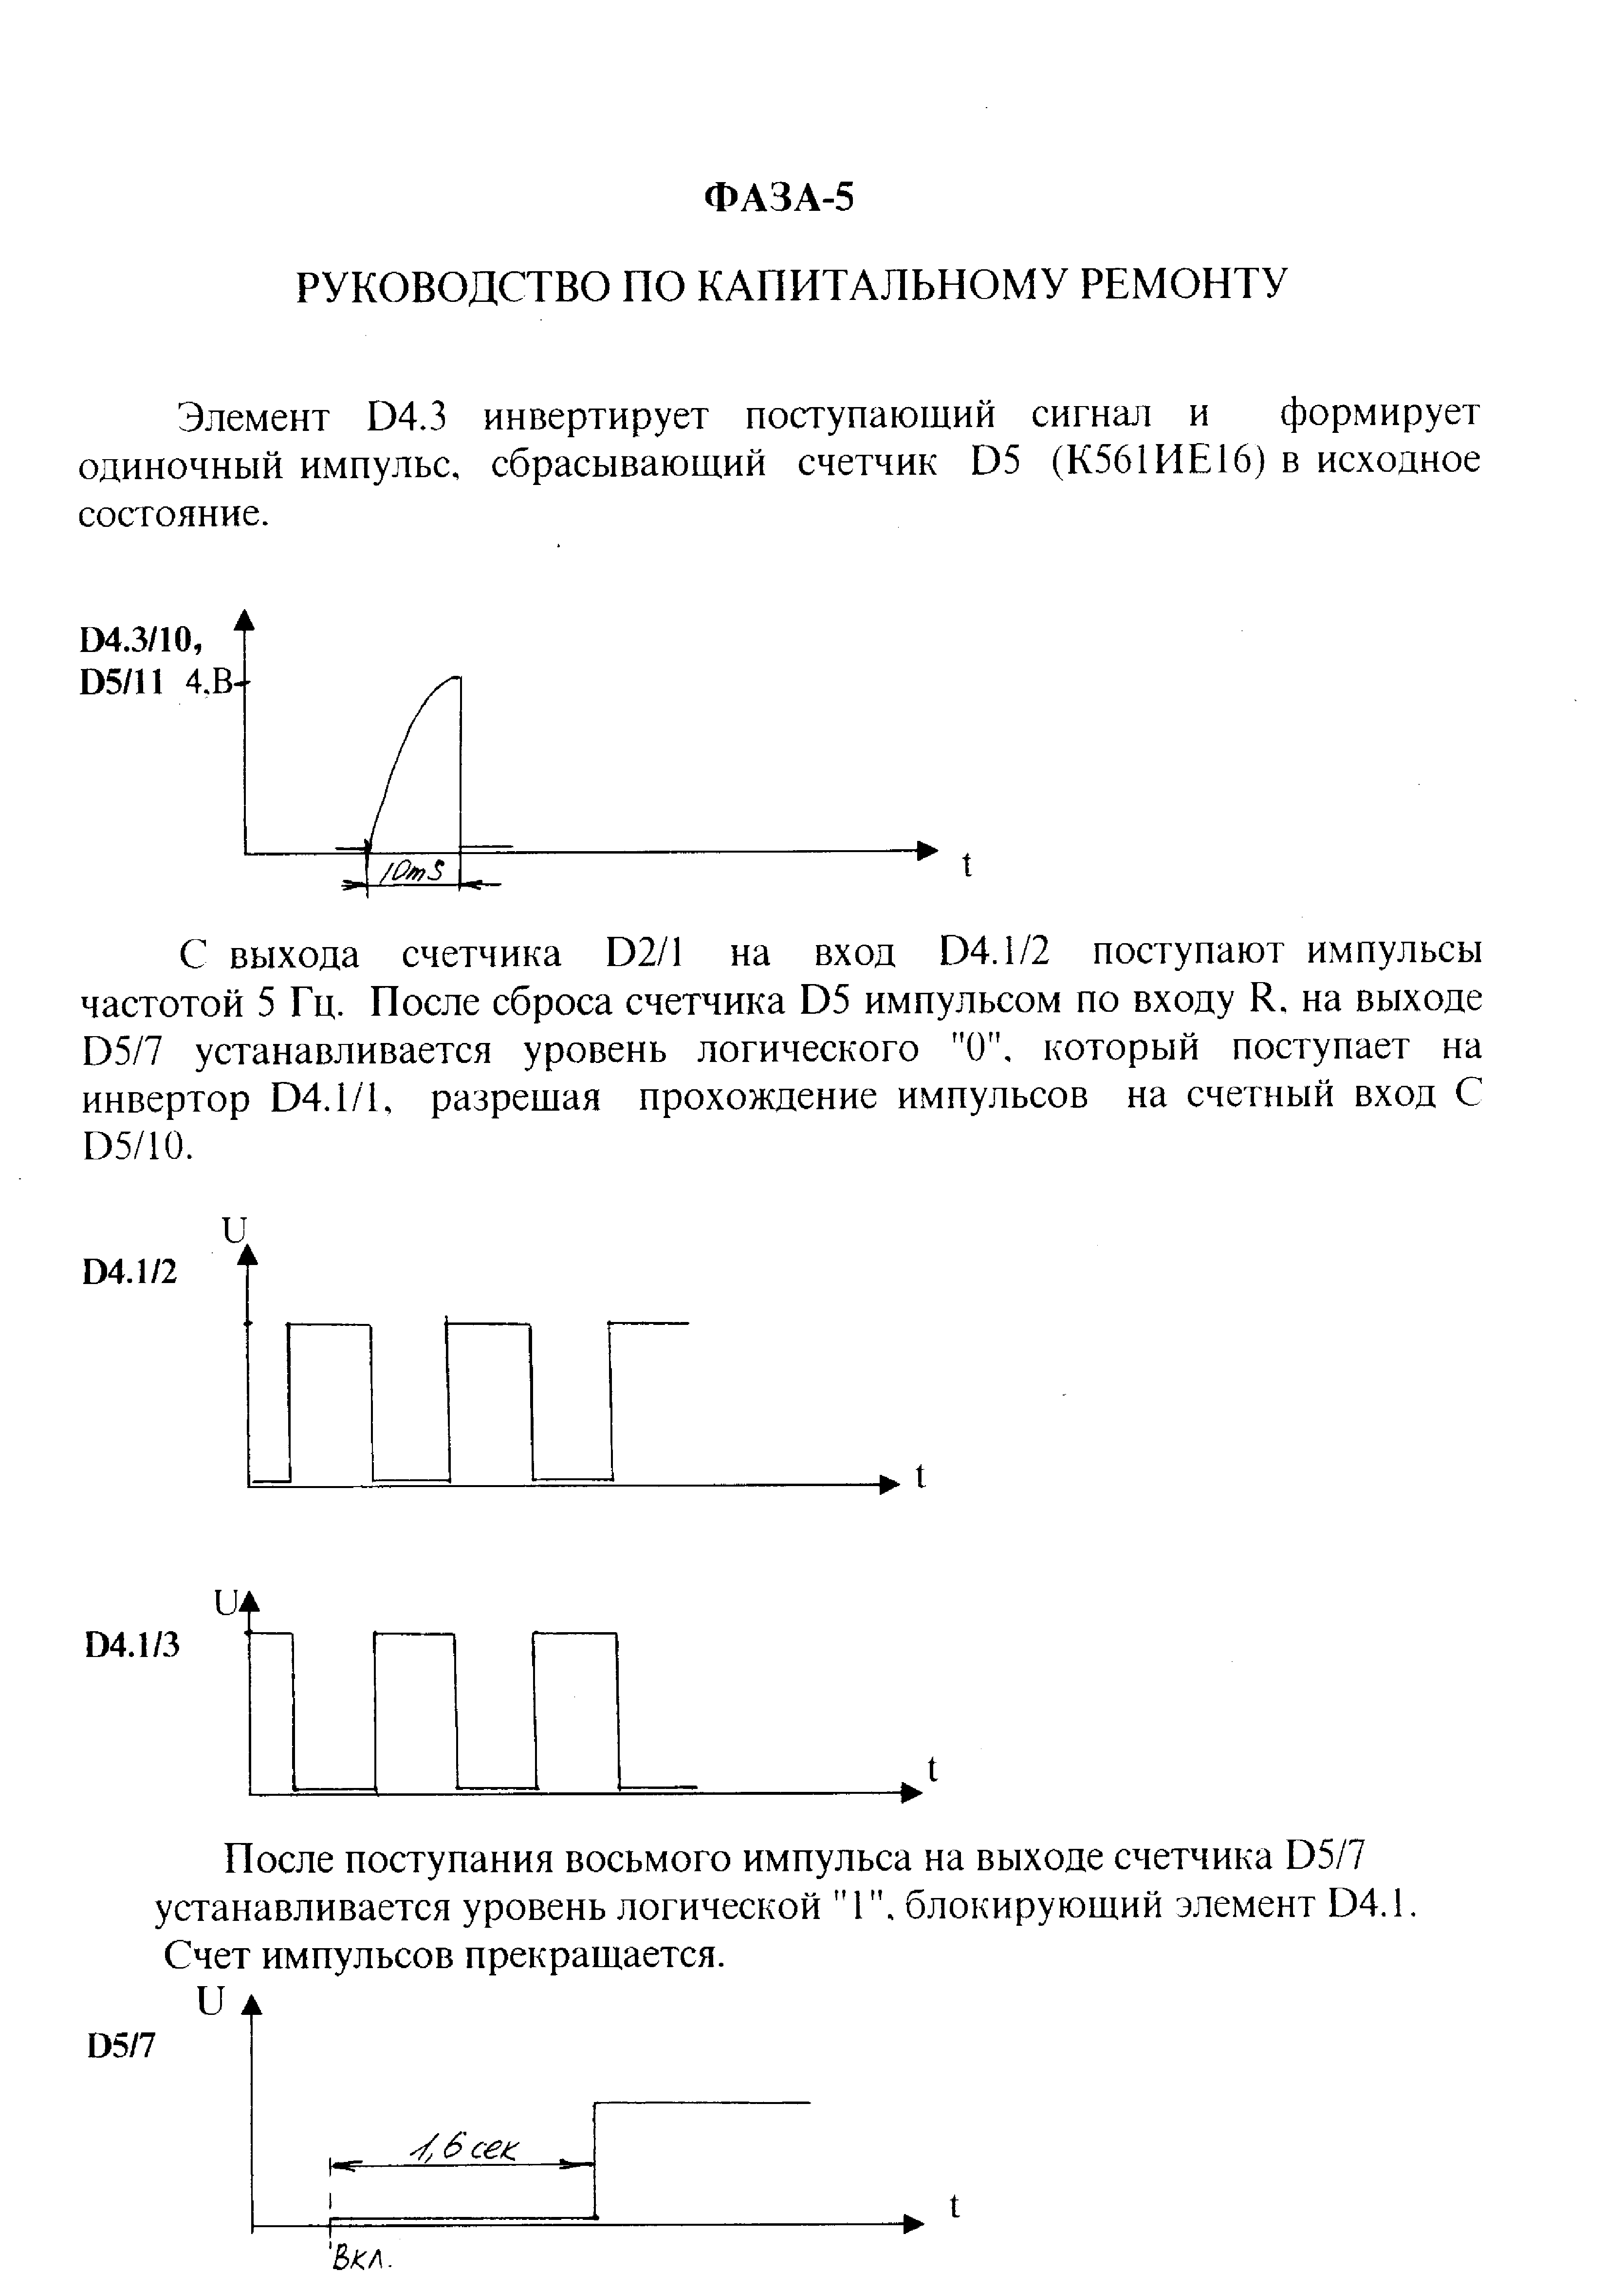 ФАЗА-5
РУКОВОДСТВО ПО КАПИТАЛЬНОМУ РЕМОНТУ
Элемент D4.3 инвертирует поступающий сигнал и формирует
одиночный импульс, сбрасывающий счетчик D5 (К561ИЕ16) в исходное
состояние.
D4.3/10,
D5/11 4.В
10mS
t
С выхода счетчика D2/1 на вход D4.1/2 поступают импульсы
частотой 5 Гц. После сброса счетчика D5 импульсом по входу R, на выходе
D5/7 устанавливается уровень логического "0", который поступает на
инвертор D4.1/1, разрешая прохождение импульсов на счетный вход С
D5/10.
U
D4.1/2
t
U
D4.1/3
t
После поступания восьмого импульса на выходе счетчика D5/7
устанавливается уровень логической "1", блокирующий элемент D4.1.
Счет импульсов прекращается.
U
D5/7
1,6 сек
t
Вкл.